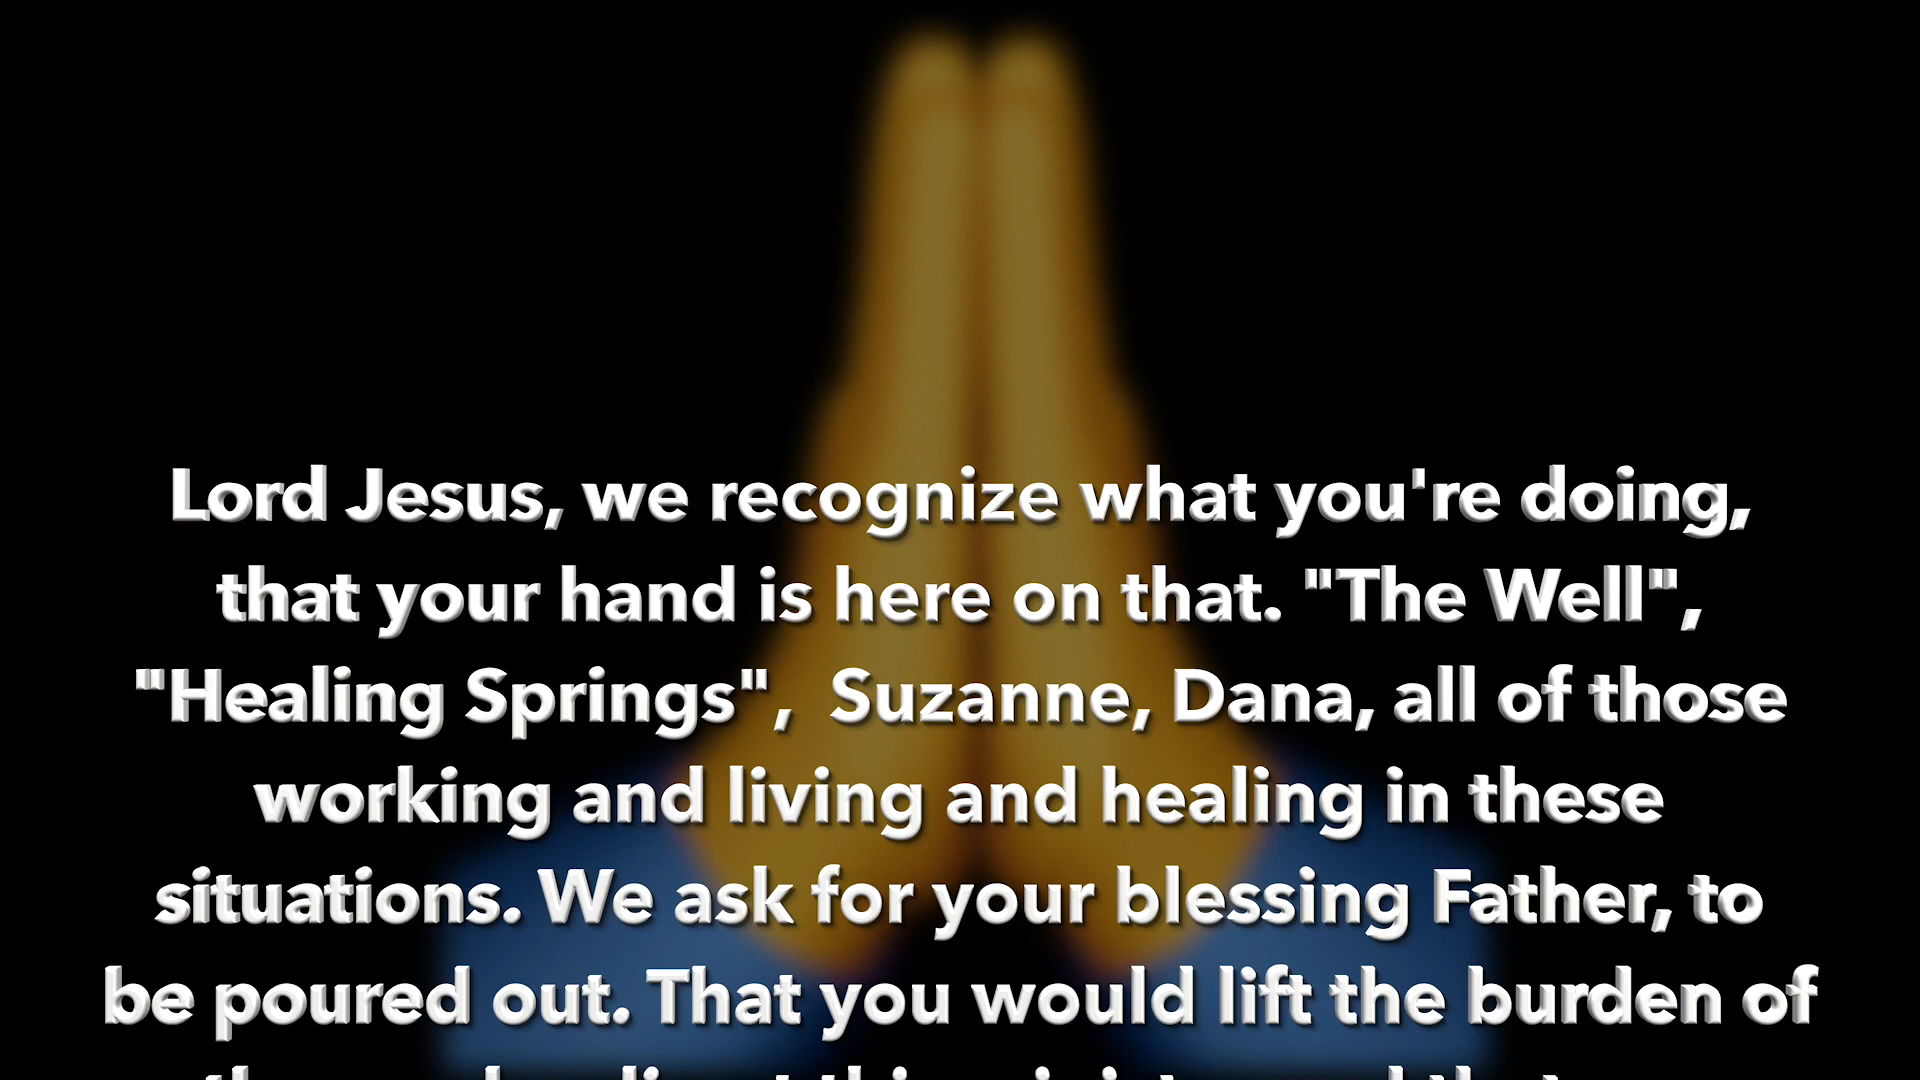 Lord Jesus, we recognize what you're doing,
that your hand is here on that. "The Well",
"Healing Springs",  Suzanne, Dana, all of those
working and living and healing in these
situations. We ask for your blessing Father, to
be poured out. That you would lift the burden of